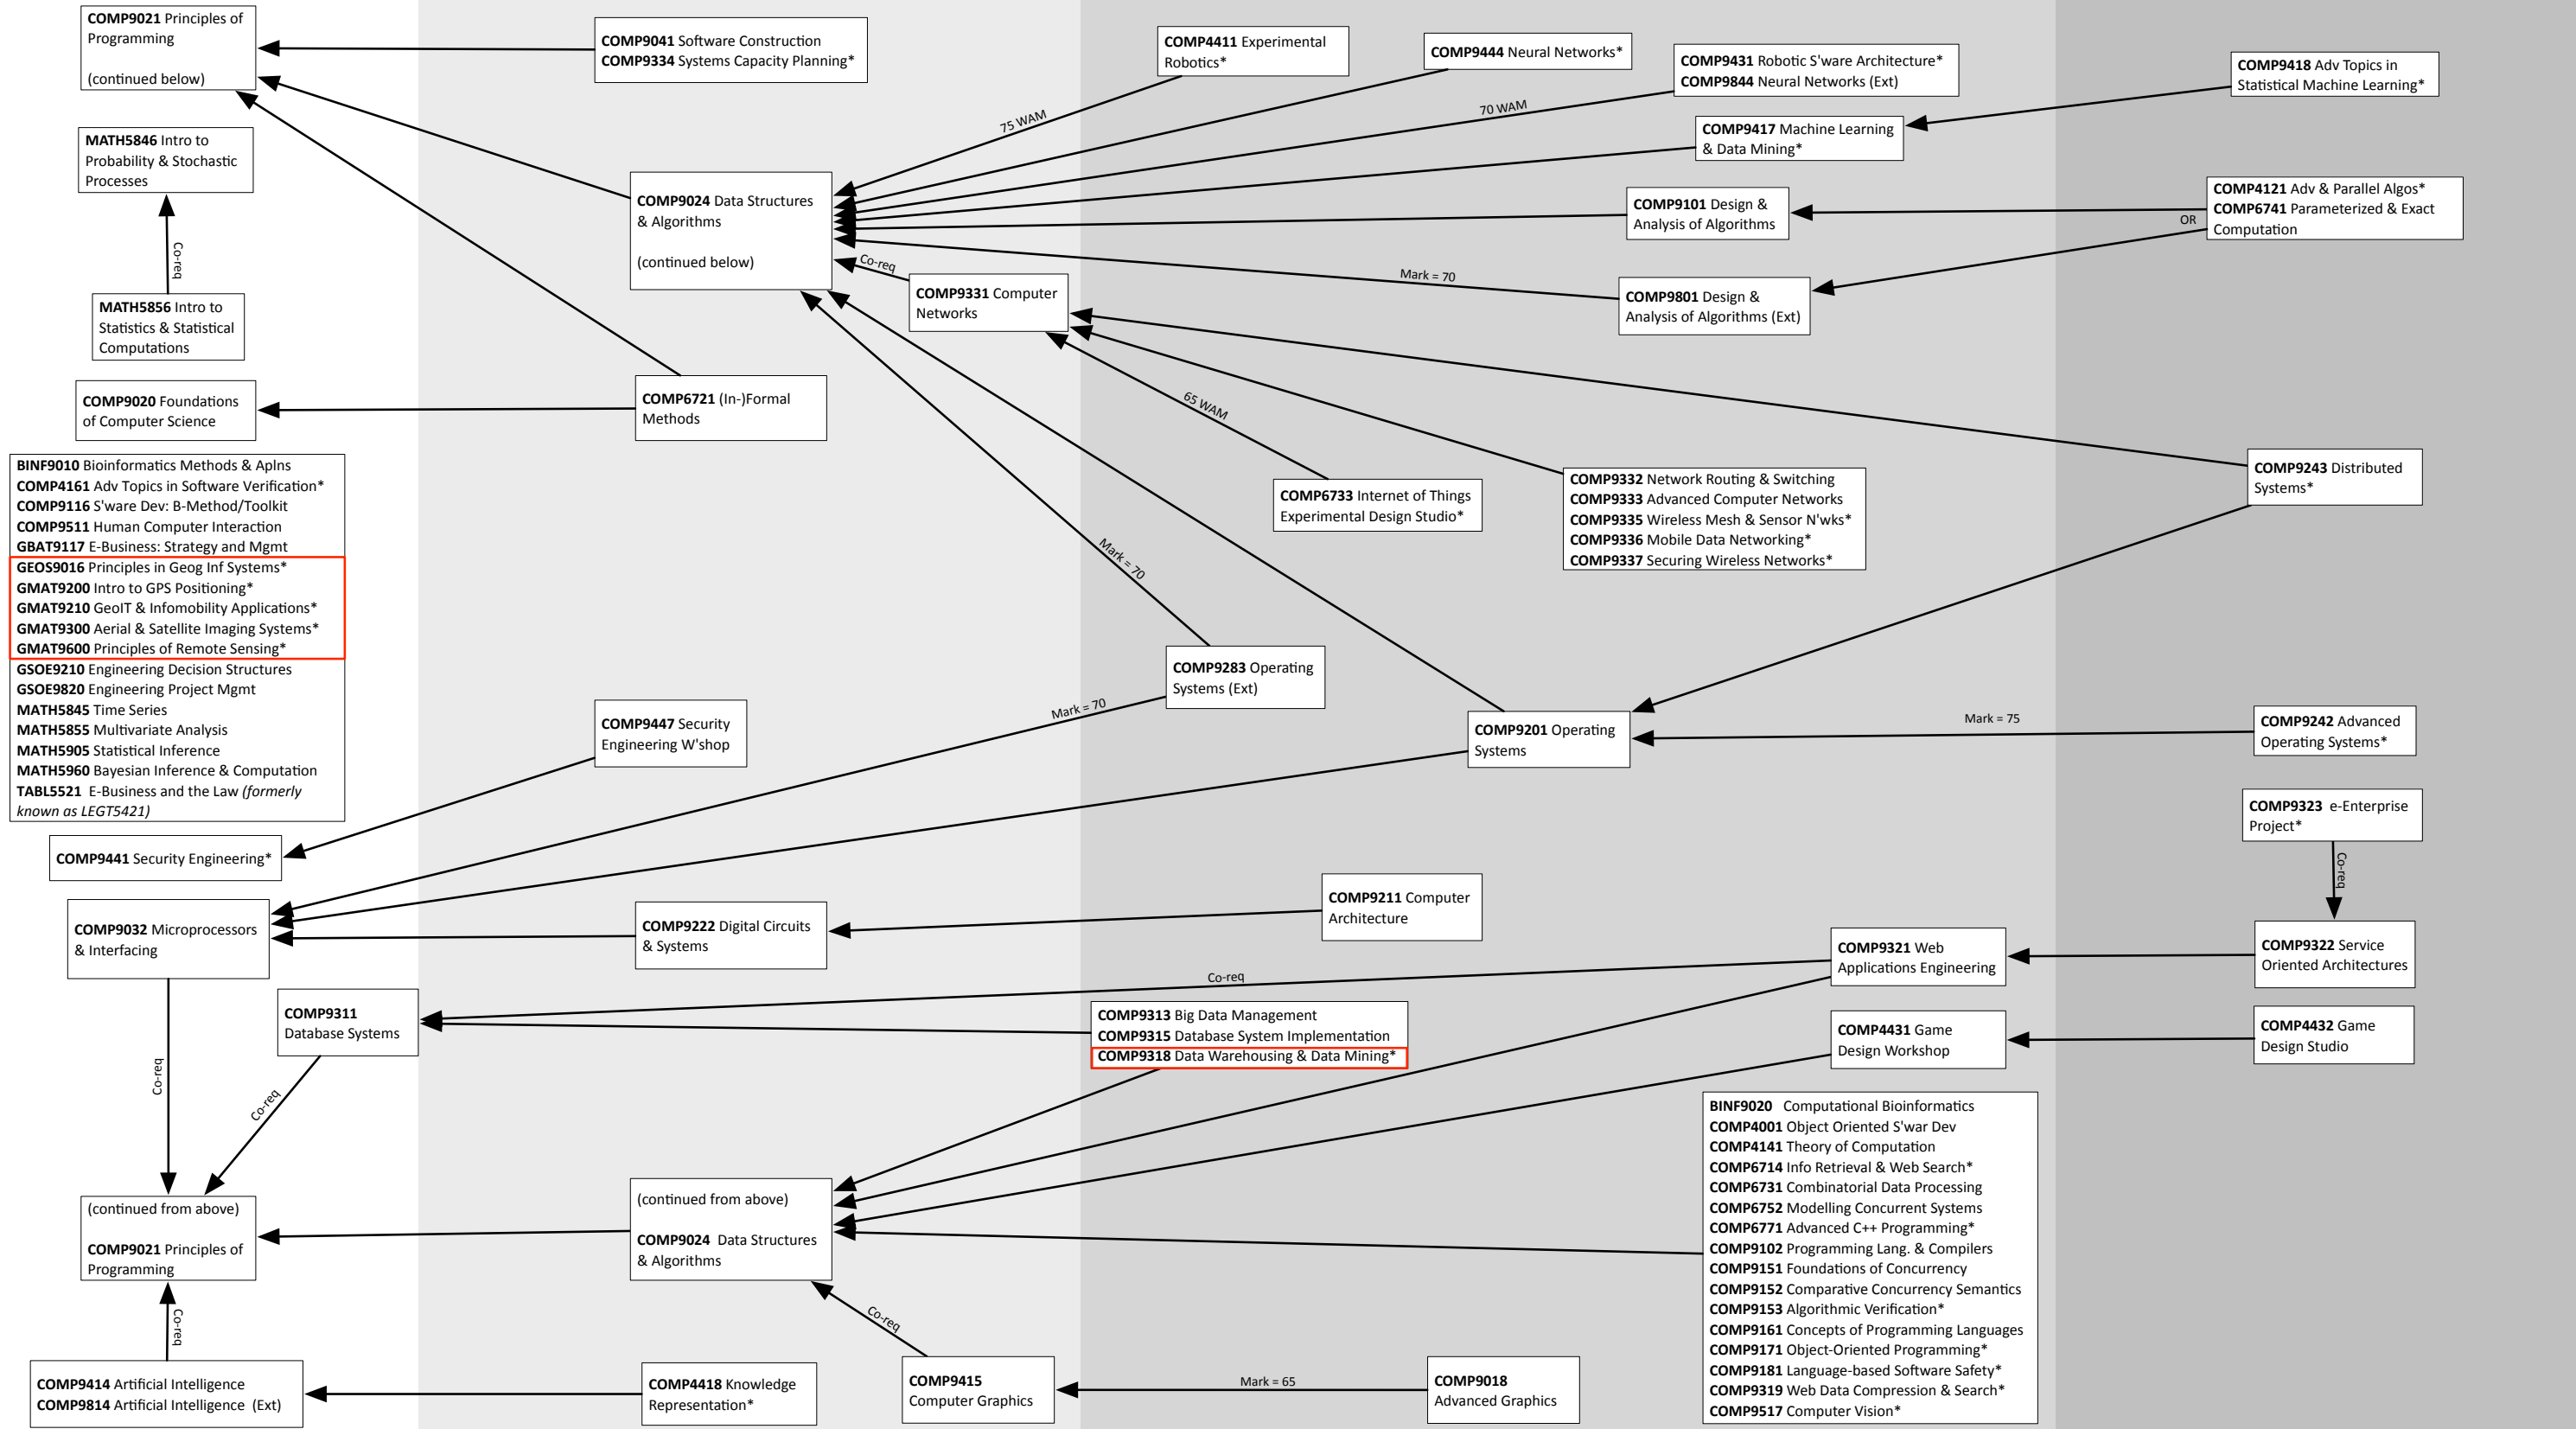 COMP9021 Principles of
Programming
(continued below)
COMP9041 Software Construction
COMP9334 Systems Capacity Planning*
COMP4411 Experimental
Robotics*
COMP9444 Neural Networks*
COMP9431 Robotic S'ware Architecture*
COMP9844 Neural Networks (Ext)
COMP9418 Adv Topics in
Statistical Machine Learning*
75 WAM
70 WAM
COMP9417 Machine Learning
& Data Mining*
MATH5846 Intro to
Probability & Stochastic
Processes
COMP9024 Data Structures
& Algorithms
(continued below)
COMP9101 Design &
Analysis of Algorithms
COMP4121 Adv & Parallel Algos*
COMP6741 Parameterized & Exact
Computation
OR
Co-req
Co-req
Mark = 70
COMP9331 Computer
Networks
COMP9801 Design &
Analysis of Algorithms (Ext)
MATH5856 Intro to
Statistics & Statistical
Computations
COMP9020 Foundations
of Computer Science
COMP6721 (In-)Formal
Methods
65 WAM
BINF9010 Bioinformatics Methods & Aplns
COMP4161 Adv Topics in Software Verification*
COMP9116 S'ware Dev: B-Method/Toolkit
COMP9511 Human Computer Interaction
GBAT9117 E-Business: Strategy and Mgmt
GEOS9016 Principles in Geog Inf Systems*
GMAT9200 Intro to GPS Positioning*
GMAT9210 GeoIT & Infomobility Applications*
GMAT9300 Aerial & Satellite Imaging Systems*
GMAT9600 Principles of Remote Sensing*
GSOE9210 Engineering Decision Structures
GSOE9820 Engineering Project Mgmt
MATH5845 Time Series
MATH5855 Multivariate Analysis
MATH5905 Statistical Inference
MATH5960 Bayesian Inference & Computation
TABL5521 E-Business and the Law (formerly
known as LEGT5421)
COMP6733 Internet of Things
Experimental Design Studio*
COMP9332 Network Routing & Switching
COMP9333 Advanced Computer Networks
COMP9335 Wireless Mesh & Sensor N'wks*
COMP9336 Mobile Data Networking*
COMP9337 Securing Wireless Networks*
COMP9243 Distributed
Systems*
Mark = 70
COMP9283 Operating
Systems (Ext)
Mark = 70
COMP9447 Security
Engineering W'shop
COMP9201 Operating
Systems
Mark = 75
COMP9242 Advanced
Operating Systems*
COMP9323 e-Enterprise
Project*
Co-req
COMP9441 Security Engineering*
COMP9032 Microprocessors
& Interfacing
COMP9222 Digital Circuits
& Systems
COMP9211 Computer
Architecture
COMP9321 Web
Applications Engineering
COMP9322 Service
Oriented Architectures
Co-req
COMP9311
Database Systems
COMP9313 Big Data Management
COMP9315 Database System Implementation
COMP9318 Data Warehousing & Data Mining*
COMP4431 Game
Design Workshop
COMP4432 Game
Design Studio
Co-req
Co-req
(continued from above)
COMP9021 Principles of
Programming
(continued from above)
COMP9024 Data Structures
& Algorithms
BINF9020 Computational Bioinformatics
COMP4001 Object Oriented S'war Dev
COMP4141 Theory of Computation
COMP6714 Info Retrieval & Web Search*
COMP6731 Combinatorial Data Processing
COMP6752 Modelling Concurrent Systems
COMP6771 Advanced C++ Programming*
COMP9102 Programming Lang. & Compilers
COMP9151 Foundations of Concurrency
COMP9152 Comparative Concurrency Semantics
COMP9153 Algorithmic Verification*
COMP9161 Concepts of Programming Languages
COMP9171 Object-Oriented Programming*
COMP9181 Language-based Software Safety*
COMP9319 Web Data Compression & Search*
COMP9517 Computer Vision*
Co-req
Co-req
COMP9414 Artificial Intelligence
COMP9814 Artificial Intelligence (Ext)
COMP4418 Knowledge
Representation*
COMP9415
Computer Graphics
Mark = 65
COMP9018
Advanced Graphics